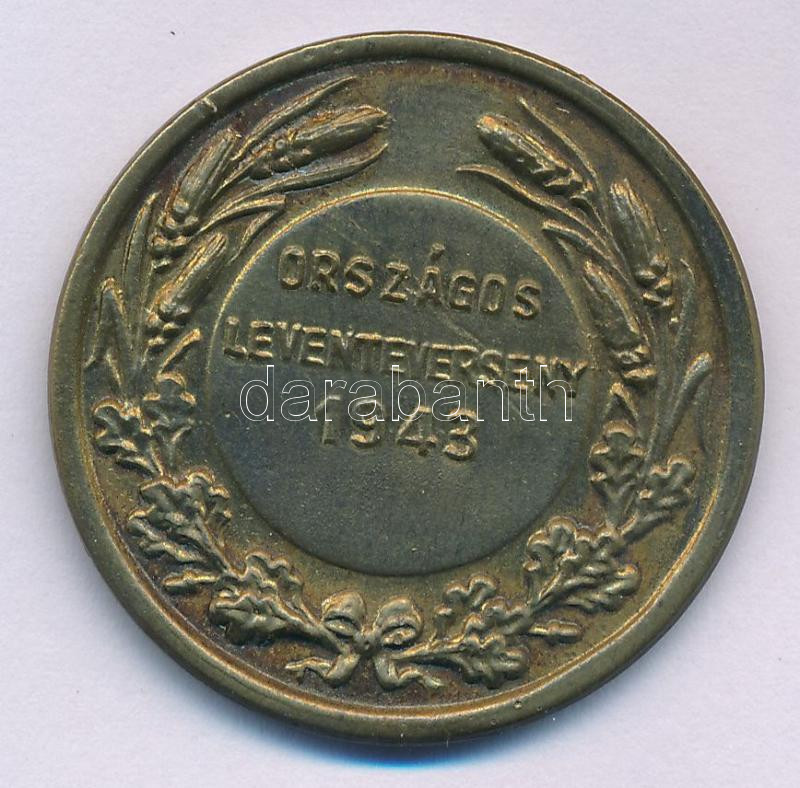 ORSZÁGOS
LEVENTEVERSENY
darabanth
1943